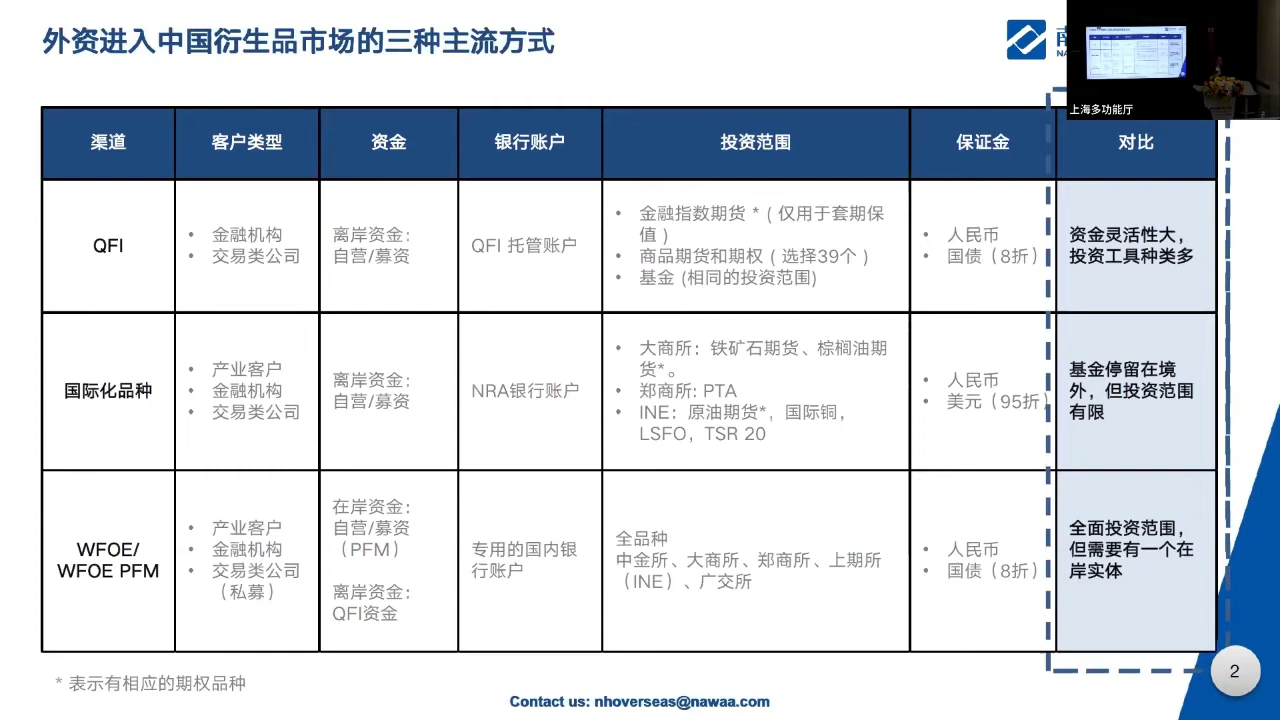 外资进入中国衍生品市场的三种主流方式
上海多功能厅
渠道
客户类型
资金
银行账户
投资范围
保证金
对比
QFI
• 金融机构
• 交易类公司
离岸资金：
自营/募资
QFI 托管账户
• 金融指数期货 *（仅用于套期保
值）
• 商品期货和期权（选择39个）
• 基金 (相同的投资范围)
• 人民币
• 国债（8折）
资金灵活性大，
投资工具种类多
国际化品种
• 产业客户
• 金融机构
• 交易类公司
离岸资金：
自营/募资
NRA银行账户
• 大商所：铁矿石期货、棕榈油期
货*。
• 郑商所: PTA
• INE：原油期货*，国际铜，
LSFO，TSR 20
• 人民币
• 美元（95折）
基金停留在境
外，但投资范围
有限
WFOE/
WFOE PFM
• 产业客户
• 金融机构
• 交易类公司
（私募）
在岸资金：
自营/募资
（PFM）
离岸资金：
QFI资金
专用的国内银
行账户
全品种
中金所、大商所、郑商所、上期所
（INE）、广交所
• 人民币
• 国债（8折）
全面投资范围，
但需要有一个在
岸实体
* 表示有相应的期权品种
Contact us: nhoverseas@nawaa.com
2